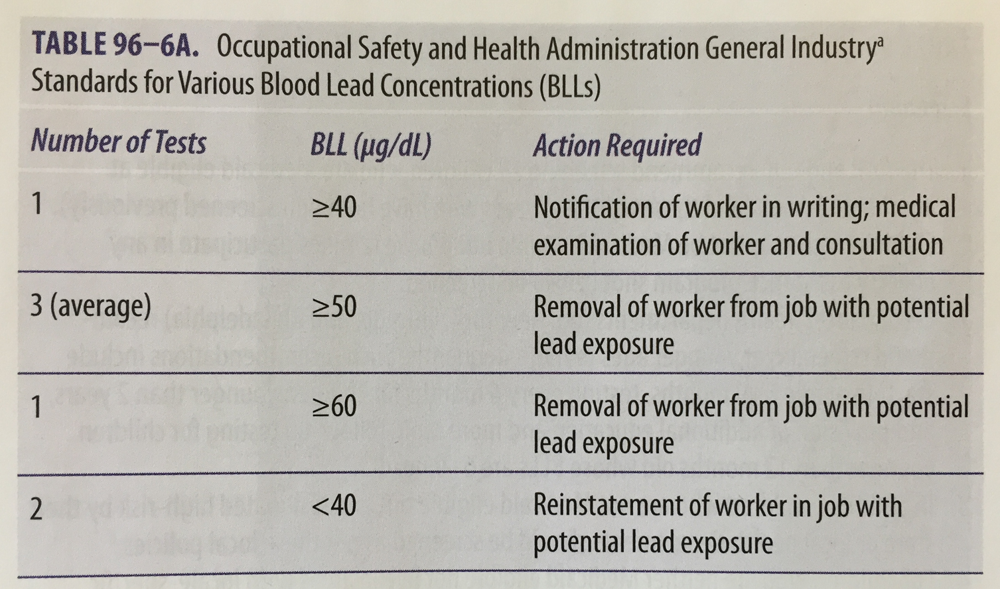 TABLE 96–6A. Occupational Safety and Health Administration General Industryª
Standards for Various Blood Lead Concentrations (BLLs)
Number of Tests BLL (μg/dL) Action Required
1 ≥40 Notification of worker in writing; medical
examination of worker and consultation
3 (average) ≥50 Removal of worker from job with potential
lead exposure
1 ≥60 Removal of worker from job with potential
lead exposure
2 <40 Reinstatement of worker in job with
potential lead exposure